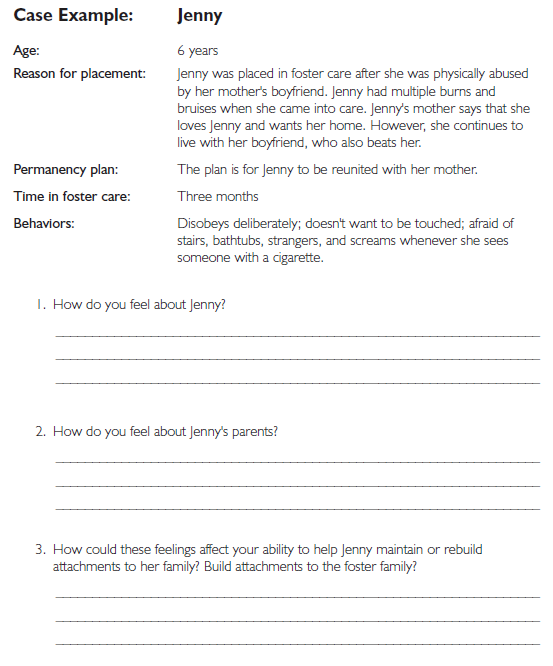 Case Example: Jenny
Age: 6 years
Reason for placement: Jenny was placed in foster care after she was physically abused
by her mother's boyfriend. Jenny had multiple burns and
bruises when she came into care. Jenny's mother says that she
loves Jenny and wants her home. However, she continues to
live with her boyfriend, who also beats her.
Permanency plan: The plan is for Jenny to be reunited with her mother.
Time in foster care: Three months
Behaviors: Disobeys deliberately; doesn't want to be touched; afraid of
stairs, bathtubs, strangers, and screams whenever she sees
someone with a cigarette.
1. How do you feel about Jenny?
2. How do you feel about Jenny's parents?
3. How could these feelings affect your ability to help Jenny maintain or rebuild
attachments to her family? Build attachments to the foster family?